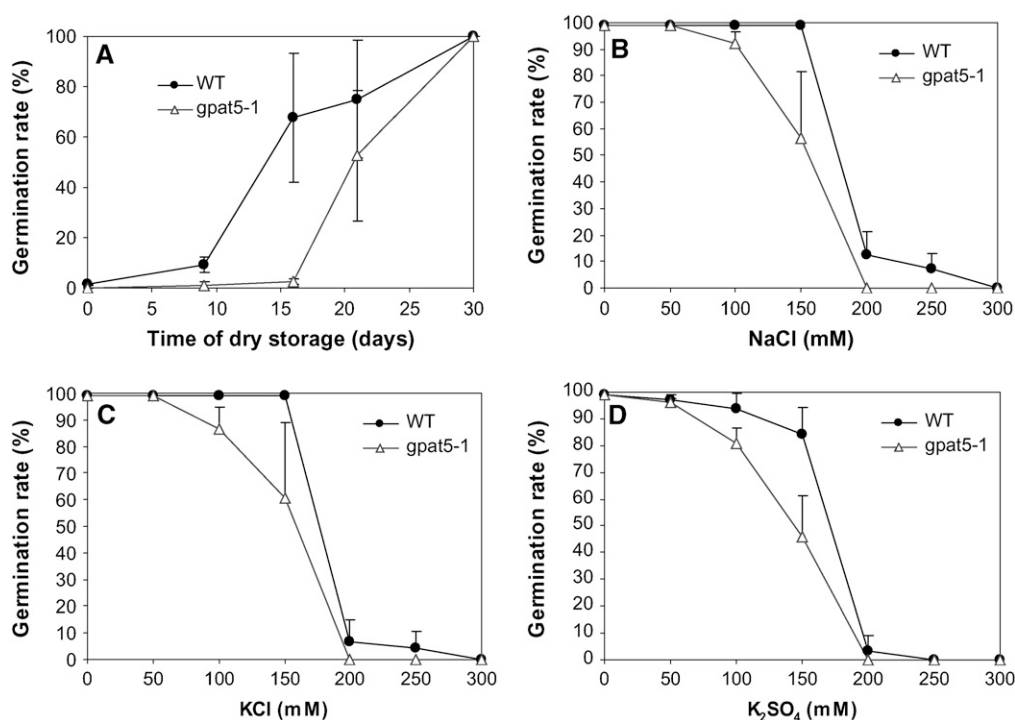 A
WT
gpat5-1
Germination rate (%)
100
80
60
40
20
0
0 5 10 15 20 25 30
Time of dry storage (days)
B
WT
gpat5-1
Germination rate (%)
100
90
80
70
60
50
40
30
20
10
0
0 50 100 150 200 250 300
NaCl (mM)
C
WT
gpat5-1
Germination rate (%)
100
90
80
70
60
50
40
30
20
10
0
0 50 100 150 200 250 300
KCl (mM)
D
WT
gpat5-1
Germination rate (%)
100
90
80
70
60
50
40
30
20
10
0
0 50 100 150 200 250 300
K₂SO₄ (mM)